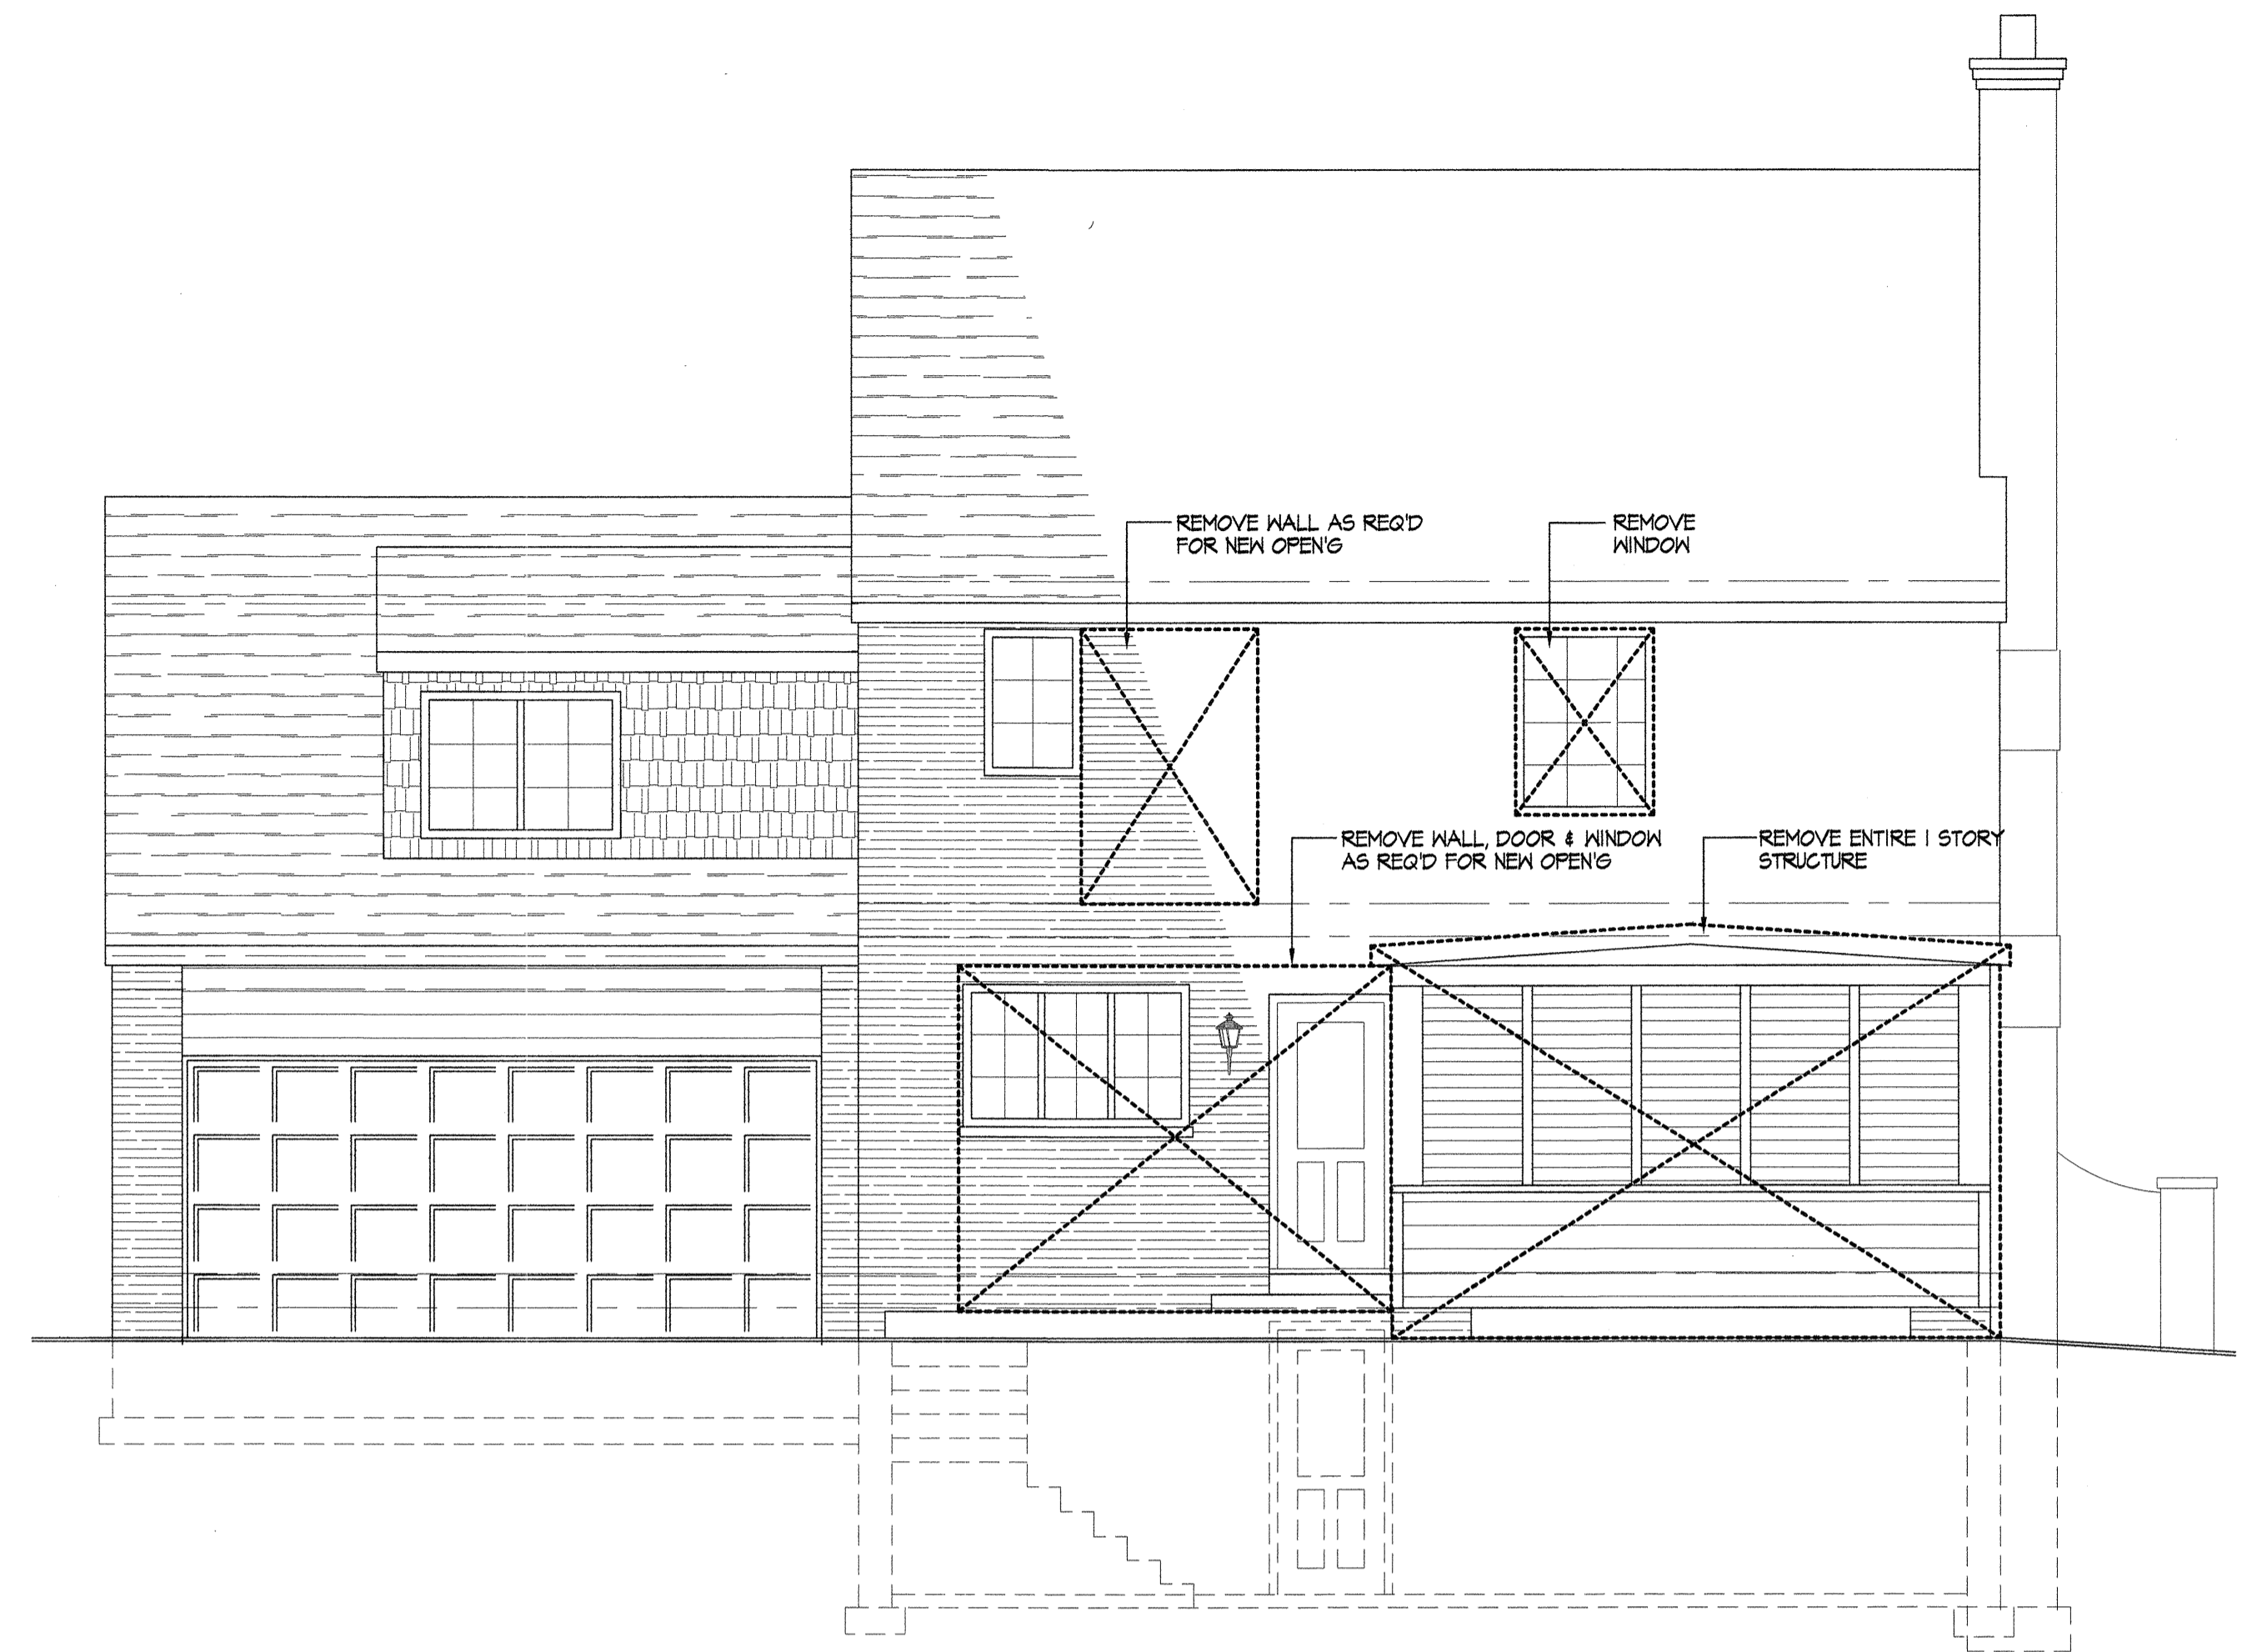 REMOVE WALL AS REQ'D
FOR NEW OPEN'G
REMOVE
WINDOW
REMOVE WALL, DOOR & WINDOW
AS REQ'D FOR NEW OPEN'G
REMOVE ENTIRE 1 STORY
STRUCTURE